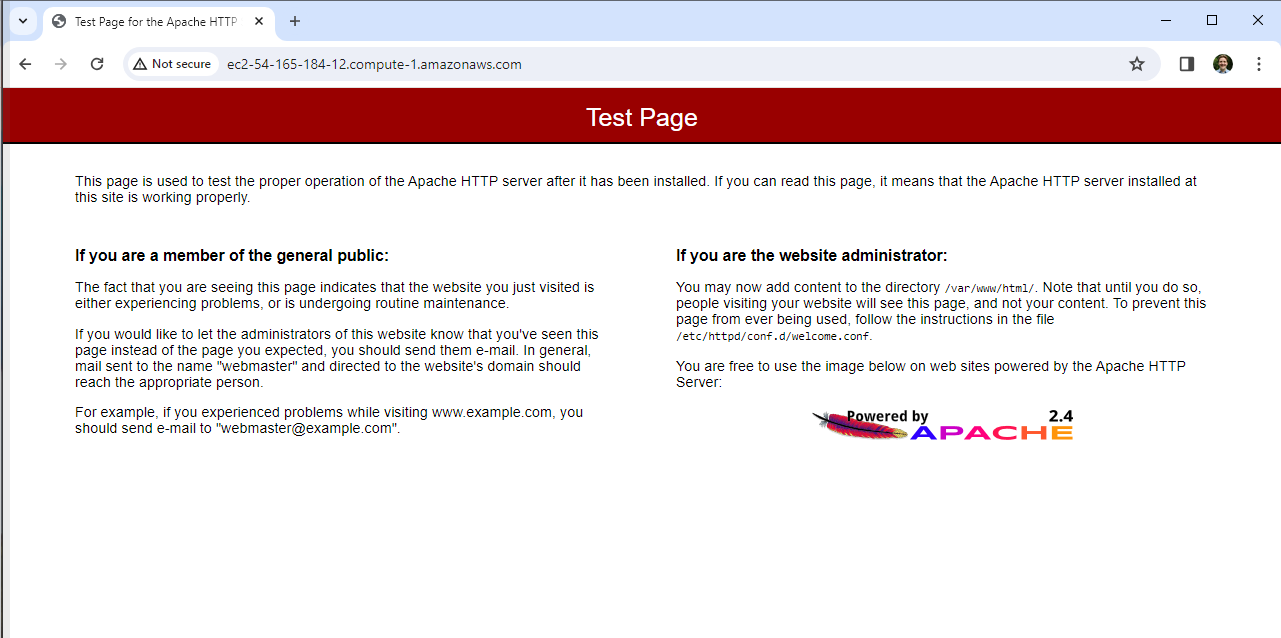 Test Page for the Apache HTTP
Not secure
ec2-54-165-184-12.compute-1.amazonaws.com
Test Page
This page is used to test the proper operation of the Apache HTTP server after it has been installed. If you can read this page, it means that the Apache HTTP server installed at
this site is working properly.
If you are a member of the general public:
The fact that you are seeing this page indicates that the website you just visited is
either experiencing problems, or is undergoing routine maintenance.
If you would like to let the administrators of this website know that you've seen this
page instead of the page you expected, you should send them e-mail. In general,
mail sent to the name "webmaster" and directed to the website's domain should
reach the appropriate person.
For example, if you experienced problems while visiting www.example.com, you
should send e-mail to "webmaster@example.com".
If you are the website administrator:
You may now add content to the directory /var/www/html/. Note that until you do so,
people visiting your website will see this page, and not your content. To prevent this
page from ever being used, follow the instructions in the file
/etc/httpd/conf.d/welcome.conf.
You are free to use the image below on web sites powered by the Apache HTTP
Server:
Powered by 2.4
APACHE